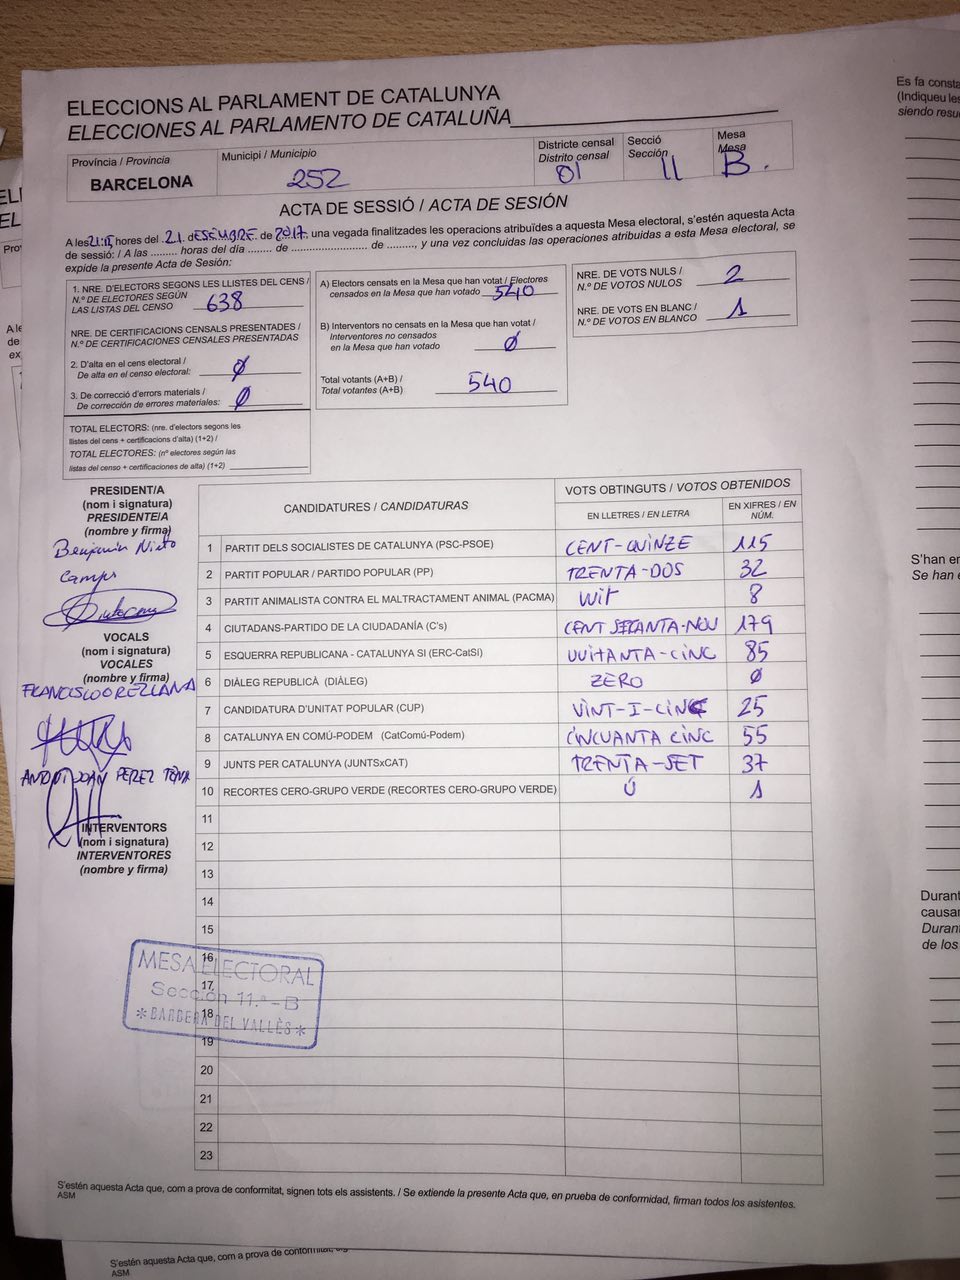 ELECCIONS AL PARLAMENT DE CATALUNYA
ELECCIONES AL PARLAMENTO DE CATALUÑA
Província / Provincia
BARCELONA
Municipi / Municipio
252
Districte censal
Distrito censal
01
Secció
Sección
11
Mesa
Mesa
B.
ACTA DE SESSIÓ / ACTA DE SESIÓN
A les 21:15 hores del 21 dESEMBRE de 2017, una vegada finalitzades les operacions atribuïdes a aquesta Mesa electoral, s'estén aquesta Acta
de sessió: / A las ......... horas del día ........ de .............................. de .........., y una vez concluidas las operaciones atribuidas a esta Mesa electoral, se
expide la presente Acta de Sesión:
1. NRE. D'ELECTORS SEGONS LES LLISTES DEL CENS /
N.º DE ELECTORES SEGÚN
LAS LISTAS DEL CENSO 638
NRE. DE CERTIFICACIONS CENSALS PRESENTADES /
N.º DE CERTIFICACIONES CENSALES PRESENTADAS
2. D'alta en el cens electoral /
De alta en el censo electoral: Ø
3. De correcció d'errors materials /
De corrección de errores materiales: Ø
TOTAL ELECTORS: (nre. d'electors segons les
llistes del cens + certificacions d'alta) (1+2) /
TOTAL ELECTORES: (nº electores según las
listas del censo + certificaciones de alta) (1+2)
A) Electors censats en la Mesa que han votat / Electores
censados en la Mesa que han votado 540
B) Interventors no censats en la Mesa que han votat /
Interventores no censados
en la Mesa que han votado Ø
Total votants (A+B) /
Total votantes (A+B) 540
NRE. DE VOTS NULS /
N.º DE VOTOS NULOS 2
NRE. DE VOTS EN BLANC /
N.º DE VOTOS EN BLANCO 1
PRESIDENT/A
(nom i signatura)
PRESIDENTE/A
(nombre y firma)
Benjamín Nieto
Campos
VOCALS
(nom i signatura)
VOCALES
(nombre y firma)
FRANCISCO OREZLANA
JOAN PEREZ
INTERVENTORS
(nom i signatura)
INTERVENTORES
(nombre y firma)
CANDIDATURES / CANDIDATURAS
VOTS OBTINGUTS / VOTOS OBTENIDOS
EN LLETRES / EN LETRA
EN XIFRES / EN NÚM.
1 PARTIT DELS SOCIALISTES DE CATALUNYA (PSC-PSOE) CENT-QUINZE 115
2 PARTIT POPULAR / PARTIDO POPULAR (PP) TRENTA-DOS 32
3 PARTIT ANIMALISTA CONTRA EL MALTRACTAMENT ANIMAL (PACMA) WIT 8
4 CIUTADANS-PARTIDO DE LA CIUDADANÍA (C's) CENT SECANTA-NOU 179
5 ESQUERRA REPUBLICANA - CATALUNYA SI (ERC-CatSI) VUITANTA-CINC 85
6 DIÀLEG REPUBLICÀ (DIÀLEG) ZERO Ø
7 CANDIDATURA D'UNITAT POPULAR (CUP) VINT-I-CINC 25
8 CATALUNYA EN COMÚ-PODEM (CatComú-Podem) CINCUANTA CINC 55
9 JUNTS PER CATALUNYA (JUNTSxCAT) TRENTA-SET 37
10 RECORTES CERO-GRUPO VERDE (RECORTES CERO-GRUPO VERDE) Ú 1
11
12
13
14
15
16
17
18
19
20
21
22
23
MESA ELECTORAL
Sección 11.ª - B
* BARBERÀ DEL VALLÈS *
S'estén aquesta Acta que, com a prova de conformitat, signen tots els assistents. / Se extiende la presente Acta que, en prueba de conformidad, firman todos los asistentes.
ASM
S'estén aquesta Acta que, com a prova de conformitat,
ASM
Es fa consta
(Indiqueu les
siendo resue
S'han en
Se han e
Durant
causar
Duran
de los